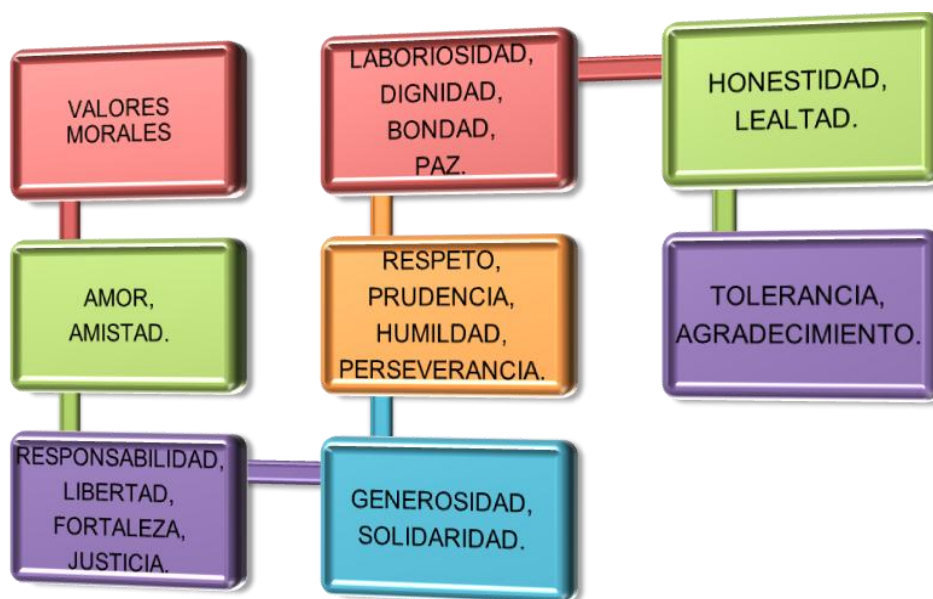 VALORES
MORALES
AMOR,
AMISTAD.
RESPONSABILIDAD,
LIBERTAD,
FORTALEZA,
JUSTICIA.
GENEROSIDAD,
SOLIDARIDAD.
RESPETO,
PRUDENCIA,
HUMILDAD,
PERSEVERANCIA.
LABORIOSIDAD,
DIGNIDAD,
BONDAD,
PAZ.
HONESTIDAD,
LEALTAD.
TOLERANCIA,
AGRADECIMIENTO.